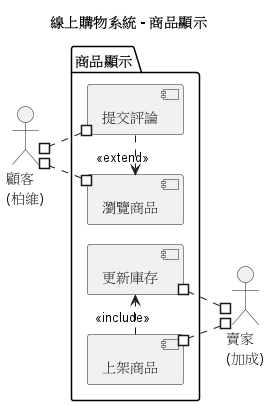 線上購物系統 - 商品顯示
商品顯示
提交評論
«extend»
顧客
(柏維)
瀏覽商品
更新庫存
«include»
賣家
(加成)
上架商品